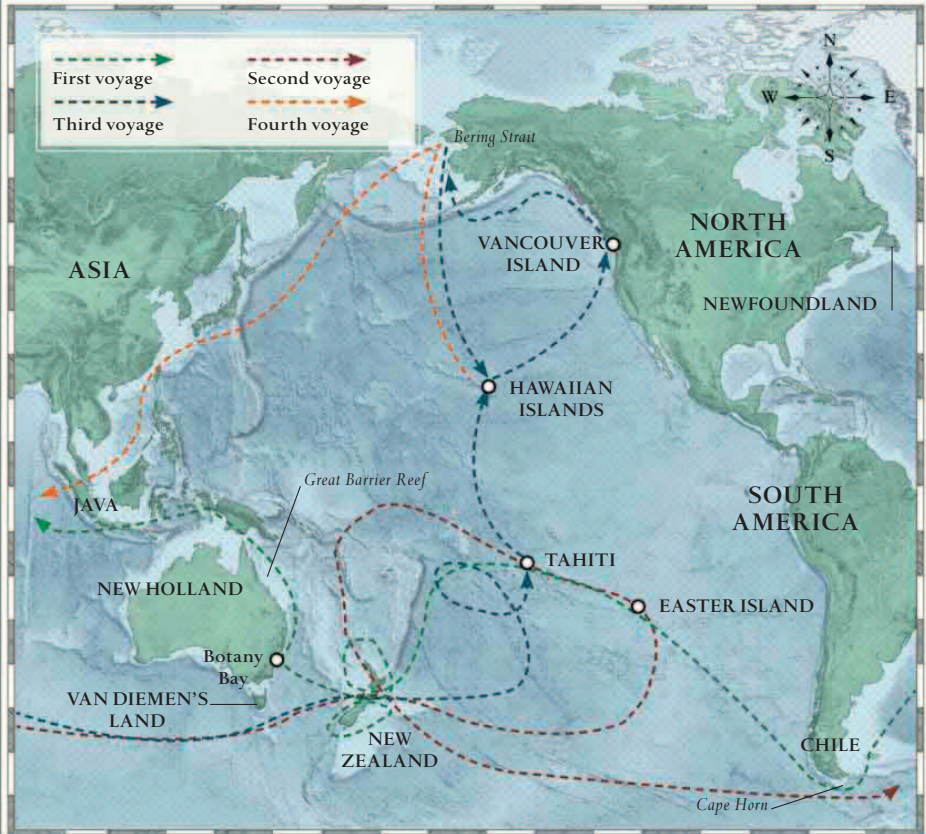 First voyage
Second voyage
Third voyage
Fourth voyage
N
W
E
S
Bering Strait
NORTH
AMERICA
VANCOUVER
ISLAND
ASIA
NEWFOUNDLAND
HAWAIIAN
ISLANDS
Great Barrier Reef
JAVA
SOUTH
AMERICA
TAHITI
NEW HOLLAND
EASTER ISLAND
Botany
Bay
VAN DIEMEN'S
LAND
NEW
ZEALAND
CHILE
Cape Horn